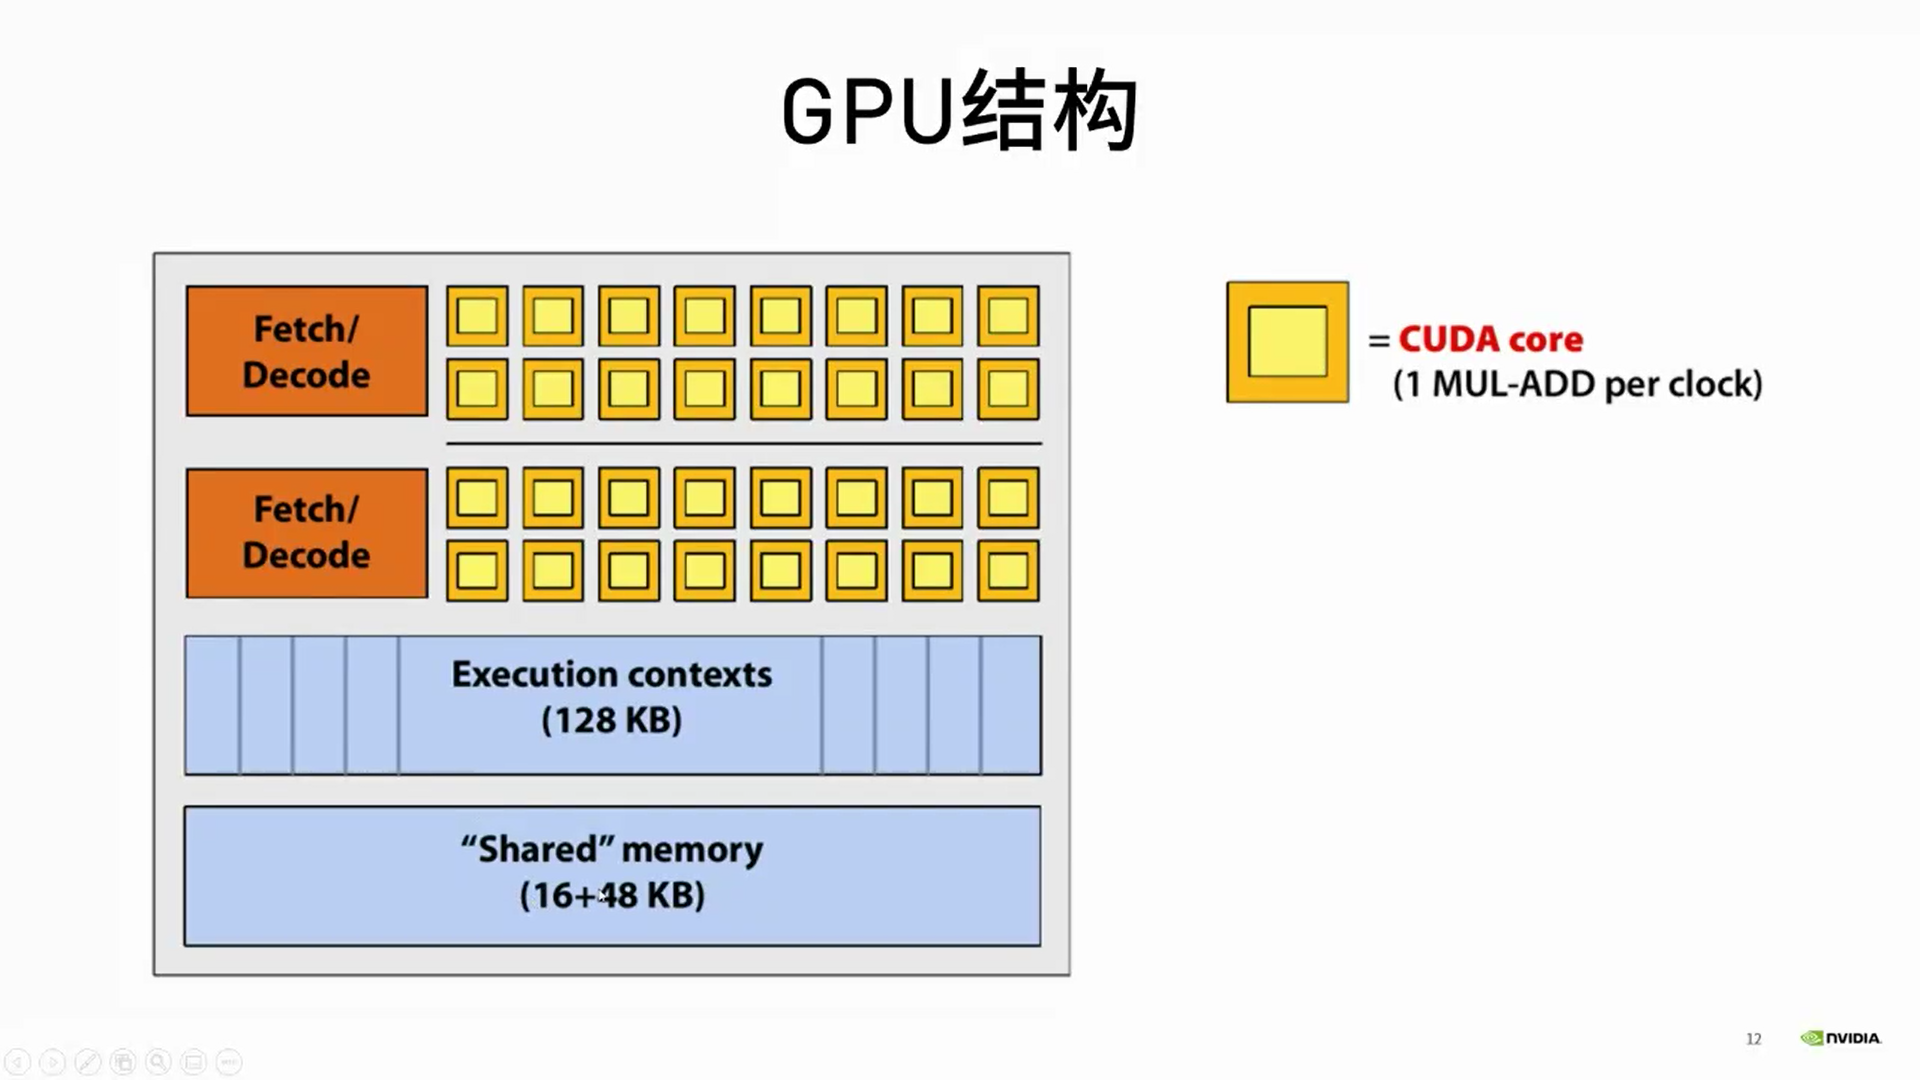 GPU结构
Fetch/
Decode
= CUDA core
(1 MUL-ADD per clock)
Fetch/
Decode
Execution contexts
(128 KB)
“Shared” memory
(16+48 KB)
12
NVIDIA.